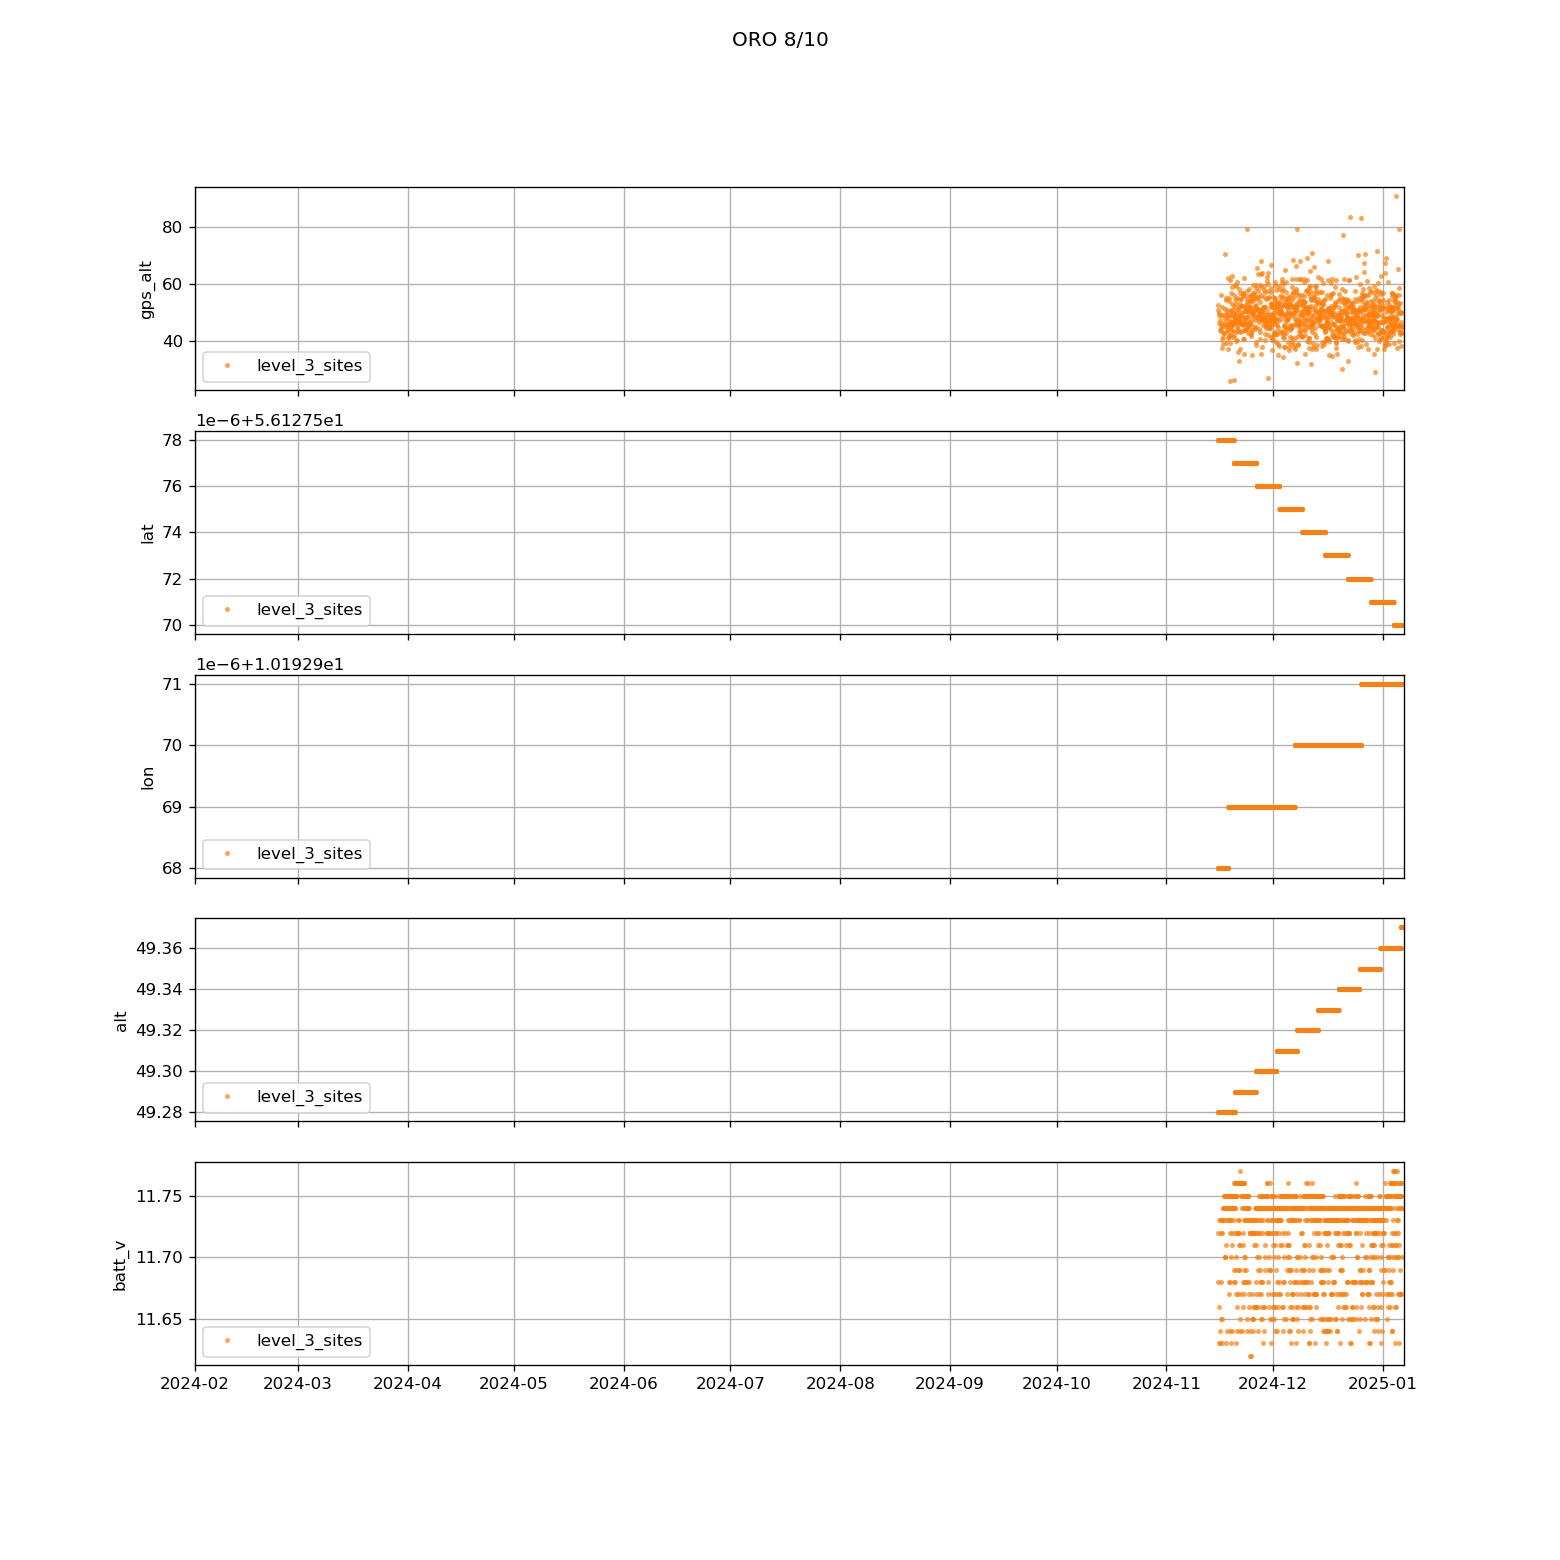 ORO 8/10
80
60
40
gps_alt
level_3_sites
1e−6+5.61275e1
78
76
74
72
70
lat
level_3_sites
1e−6+1.01929e1
71
70
69
68
lon
level_3_sites
49.36
49.34
49.32
49.30
49.28
alt
level_3_sites
11.75
11.70
11.65
batt_v
level_3_sites
2024-02 2024-03 2024-04 2024-05 2024-06 2024-07 2024-08 2024-09 2024-10 2024-11 2024-12 2025-01